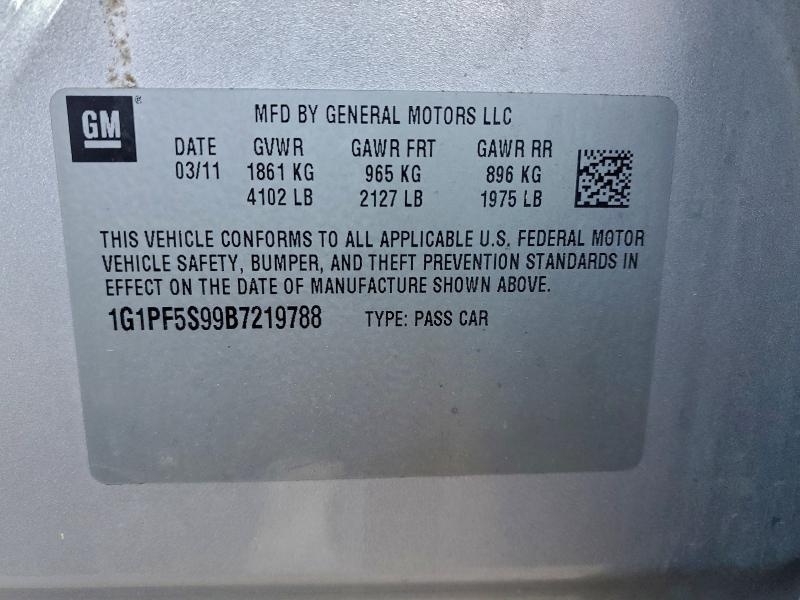 GM
MFD BY GENERAL MOTORS LLC
DATE GVWR GAWR FRT GAWR RR
03/11 1861 KG 965 KG 896 KG
4102 LB 2127 LB 1975 LB
THIS VEHICLE CONFORMS TO ALL APPLICABLE U.S. FEDERAL MOTOR
VEHICLE SAFETY, BUMPER, AND THEFT PREVENTION STANDARDS IN
EFFECT ON THE DATE OF MANUFACTURE SHOWN ABOVE.
1G1PF5S99B7219788 TYPE: PASS CAR